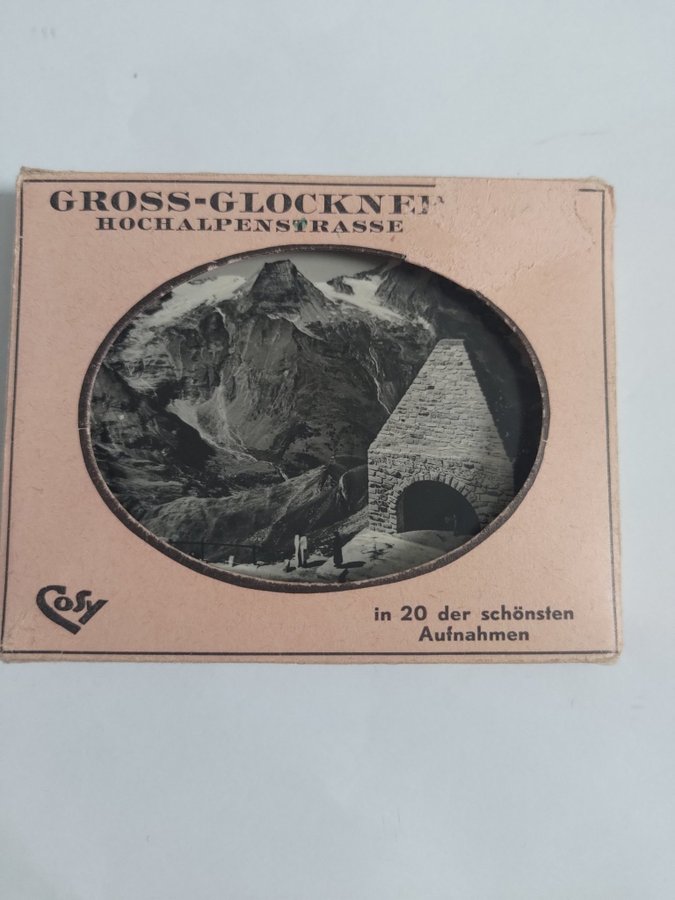 GROSS-GLOCKNER
HOCHALPENSTRASSE
Cosy
in 20 der schönsten
Aufnahmen